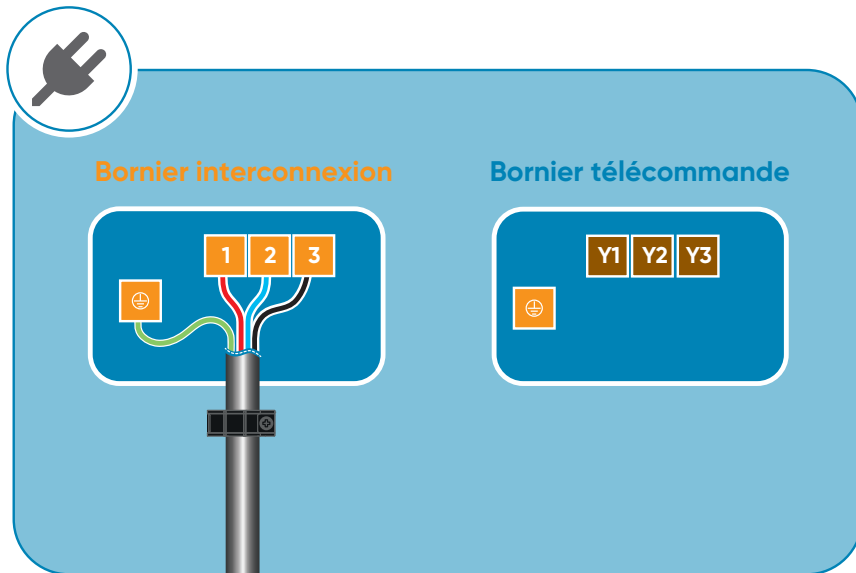 Bornier interconnexion
1 2 3
Bornier télécommande
Y1 Y2 Y3